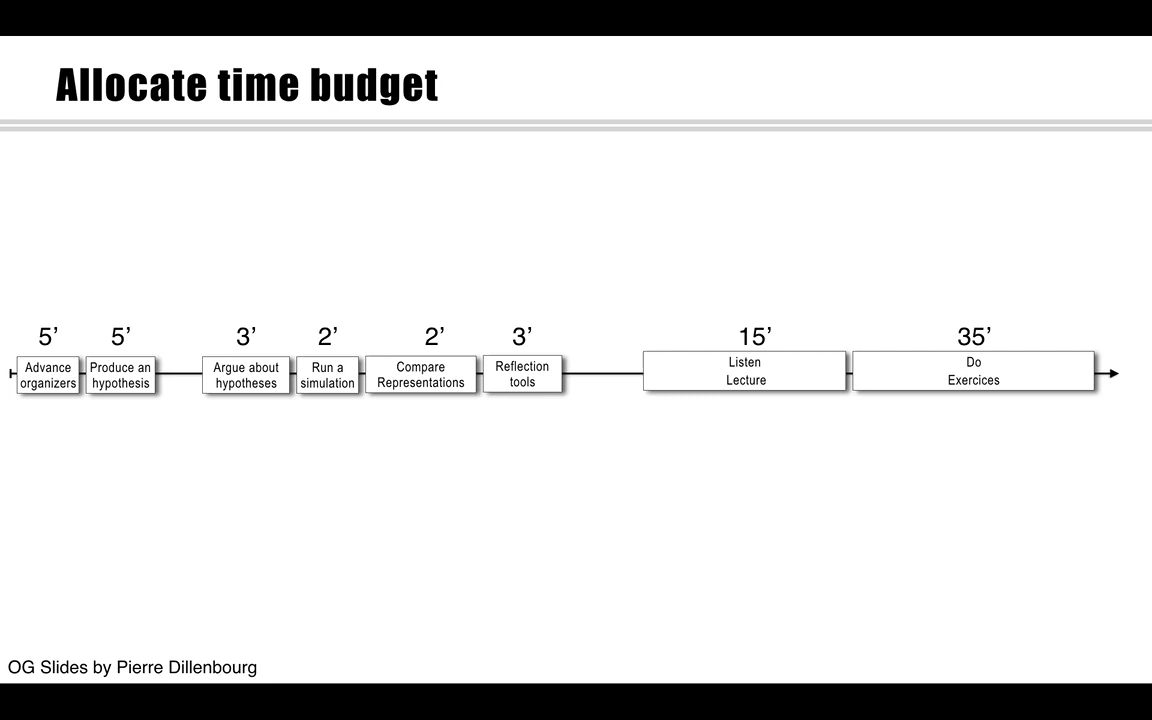 Allocate time budget
5’ 5’ 3’ 2’ 2’ 3’ 15’ 35’
Advance
organizers
Produce an
hypothesis
Argue about
hypotheses
Run a
simulation
Compare
Representations
Reflection
tools
Listen
Lecture
Do
Exercices
OG Slides by Pierre Dillenbourg